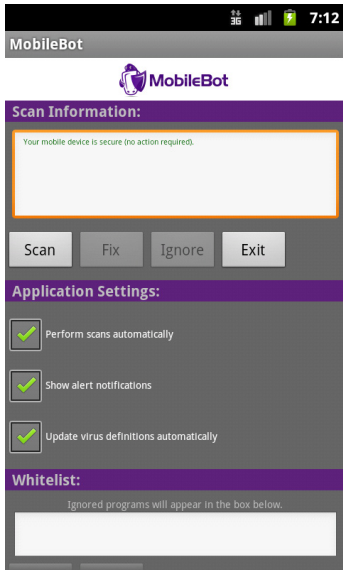 3G 7:12
MobileBot
MobileBot
Scan Information:
Your mobile device is secure (no action required).
Scan Fix Ignore Exit
Application Settings:
Perform scans automatically
Show alert notifications
Update virus definitions automatically
Whitelist:
Ignored programs will appear in the box below.